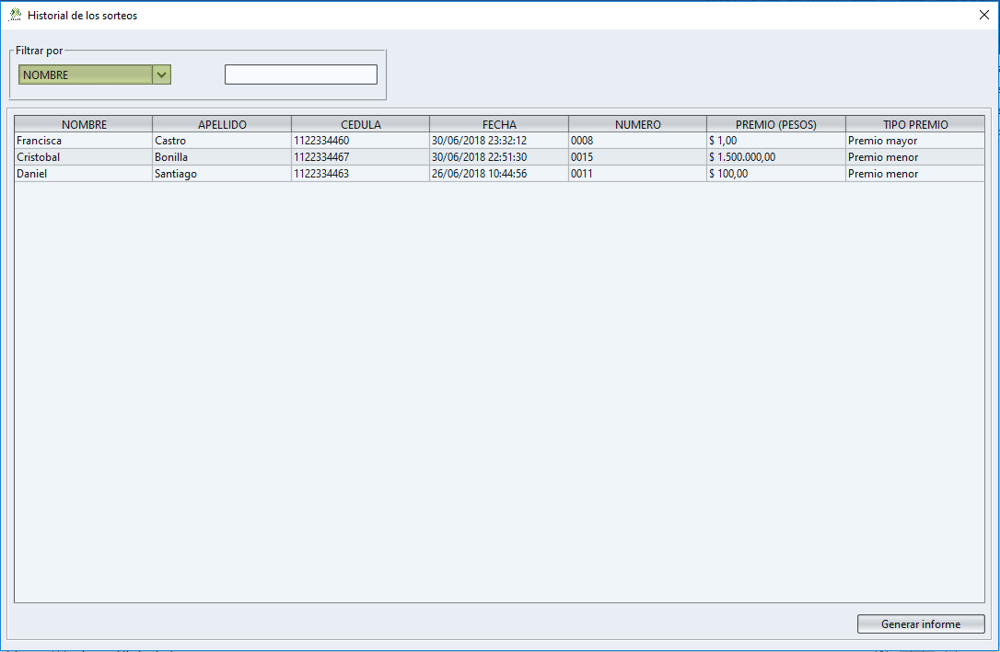 Historial de los sorteos
Filtrar por
NOMBRE
NOMBRE APELLIDO CEDULA FECHA NUMERO PREMIO (PESOS) TIPO PREMIO
Francisca Castro 1122334460 30/06/2018 23:32:12 0008 $ 1,00 Premio mayor
Cristobal Bonilla 1122334467 30/06/2018 22:51:30 0015 $ 1.500.000,00 Premio menor
Daniel Santiago 1122334463 26/06/2018 10:44:56 0011 $ 100,00 Premio menor
Generar informe